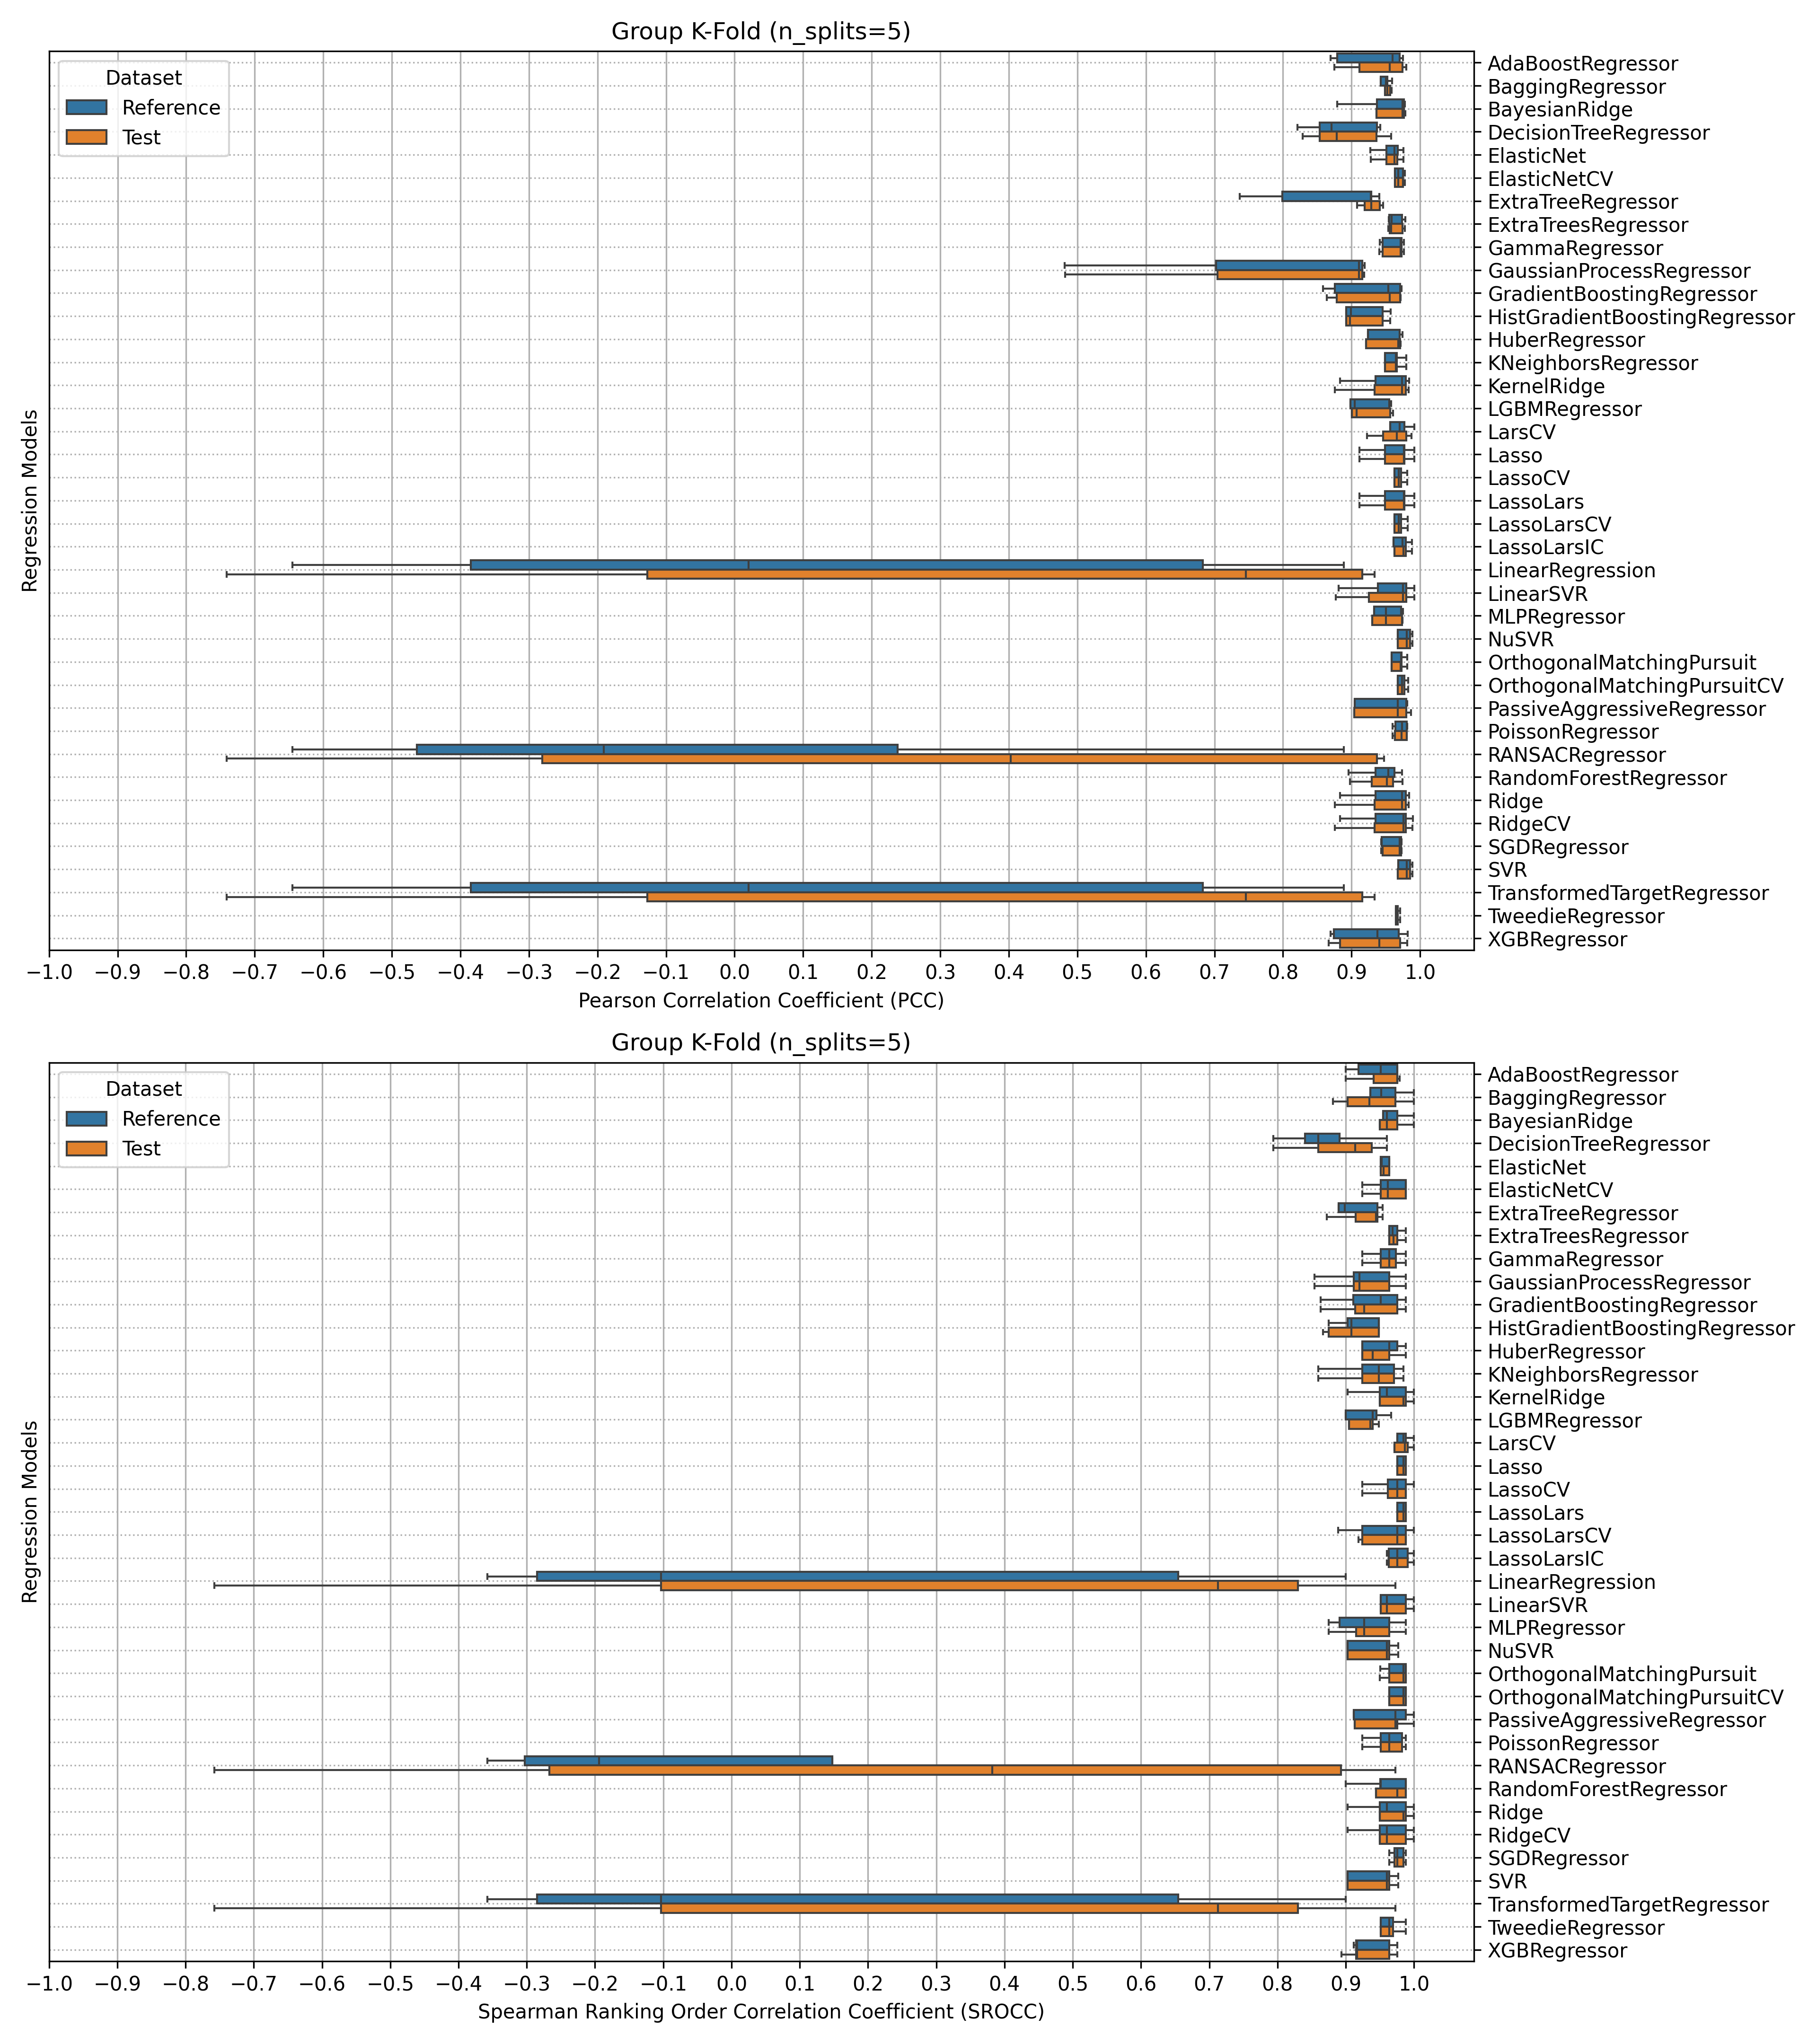 Group K-Fold (n_splits=5)
Dataset
Reference
Test
Regression Models
AdaBoostRegressor
BaggingRegressor
BayesianRidge
DecisionTreeRegressor
ElasticNet
ElasticNetCV
ExtraTreeRegressor
ExtraTreesRegressor
GammaRegressor
GaussianProcessRegressor
GradientBoostingRegressor
HistGradientBoostingRegressor
HuberRegressor
KNeighborsRegressor
KernelRidge
LGBMRegressor
LarsCV
Lasso
LassoCV
LassoLars
LassoLarsCV
LassoLarsIC
LinearRegression
LinearSVR
MLPRegressor
NuSVR
OrthogonalMatchingPursuit
OrthogonalMatchingPursuitCV
PassiveAggressiveRegressor
PoissonRegressor
RANSACRegressor
RandomForestRegressor
Ridge
RidgeCV
SGDRegressor
SVR
TransformedTargetRegressor
TweedieRegressor
XGBRegressor
−1.0 −0.9 −0.8 −0.7 −0.6 −0.5 −0.4 −0.3 −0.2 −0.1 0.0 0.1 0.2 0.3 0.4 0.5 0.6 0.7 0.8 0.9 1.0
Pearson Correlation Coefficient (PCC)
Group K-Fold (n_splits=5)
Dataset
Reference
Test
Regression Models
AdaBoostRegressor
BaggingRegressor
BayesianRidge
DecisionTreeRegressor
ElasticNet
ElasticNetCV
ExtraTreeRegressor
ExtraTreesRegressor
GammaRegressor
GaussianProcessRegressor
GradientBoostingRegressor
HistGradientBoostingRegressor
HuberRegressor
KNeighborsRegressor
KernelRidge
LGBMRegressor
LarsCV
Lasso
LassoCV
LassoLars
LassoLarsCV
LassoLarsIC
LinearRegression
LinearSVR
MLPRegressor
NuSVR
OrthogonalMatchingPursuit
OrthogonalMatchingPursuitCV
PassiveAggressiveRegressor
PoissonRegressor
RANSACRegressor
RandomForestRegressor
Ridge
RidgeCV
SGDRegressor
SVR
TransformedTargetRegressor
TweedieRegressor
XGBRegressor
−1.0 −0.9 −0.8 −0.7 −0.6 −0.5 −0.4 −0.3 −0.2 −0.1 0.0 0.1 0.2 0.3 0.4 0.5 0.6 0.7 0.8 0.9 1.0
Spearman Ranking Order Correlation Coefficient (SROCC)